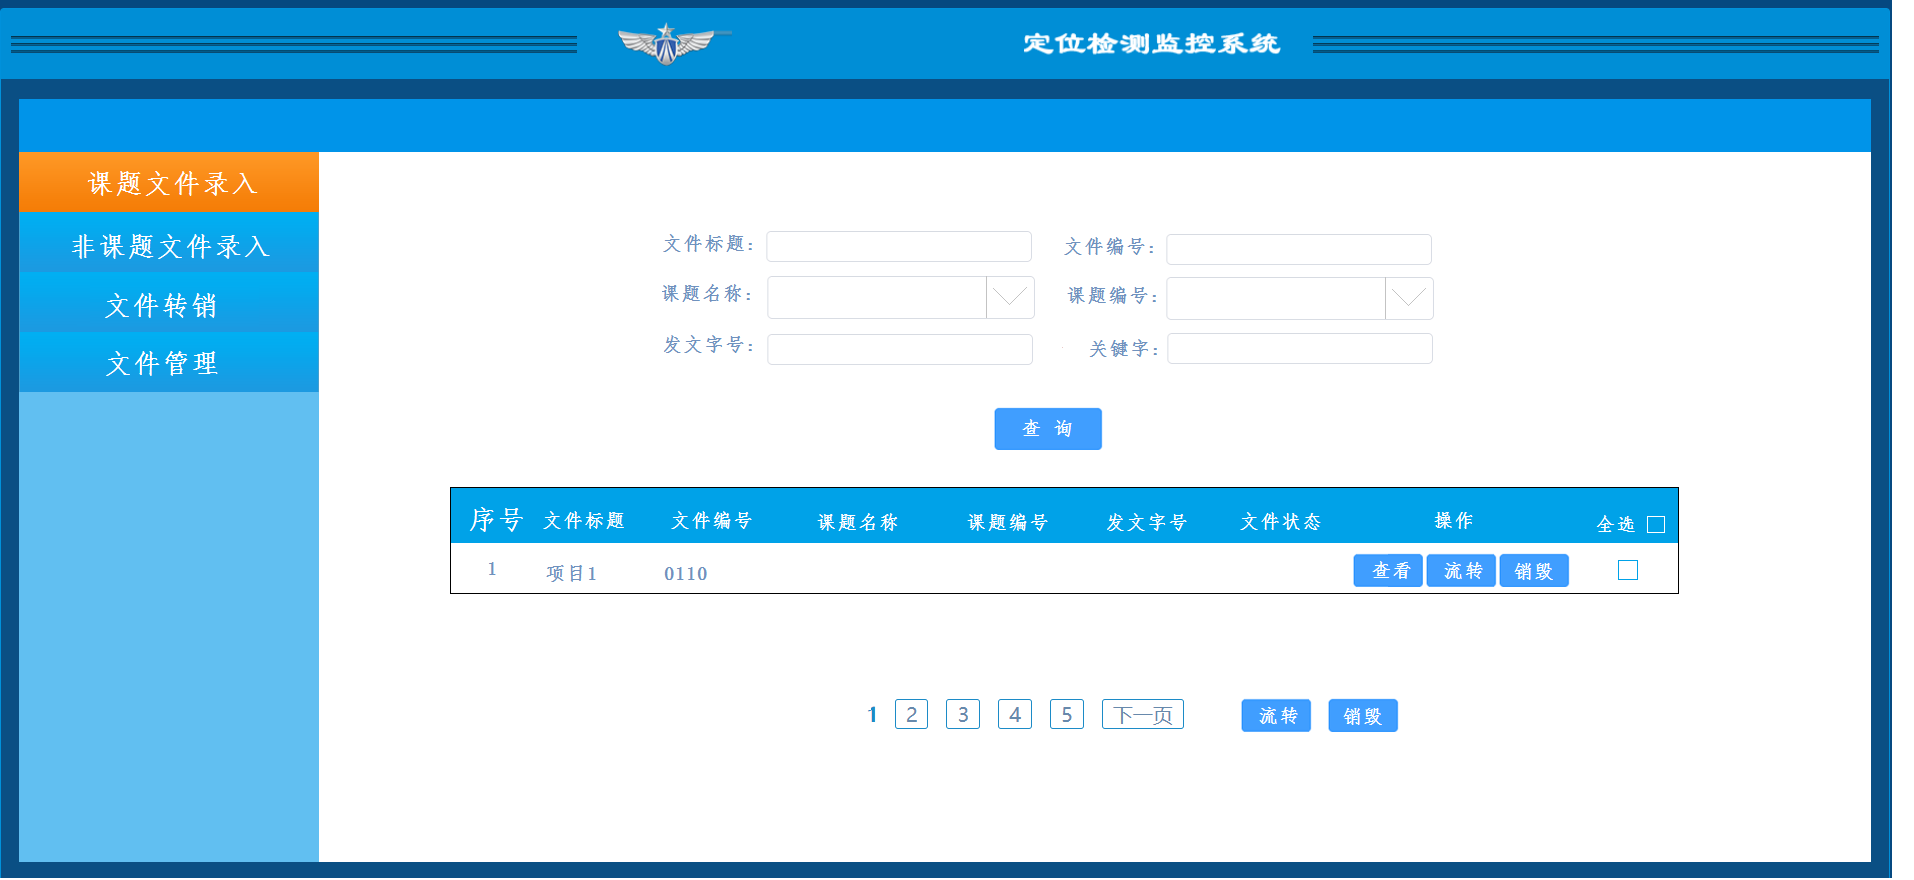 定位检测监控系统
课题文件录入
非课题文件录入
文件转销
文件管理
文件标题： 文件编号：
课题名称： 课题编号：
发文字号： 关键字：
查 询
序号 文件标题 文件编号 课题名称 课题编号 发文字号 文件状态 操作 全选
1 项目1 0110 查看 流转 销毁
1 2 3 4 5 下一页 流转 销毁